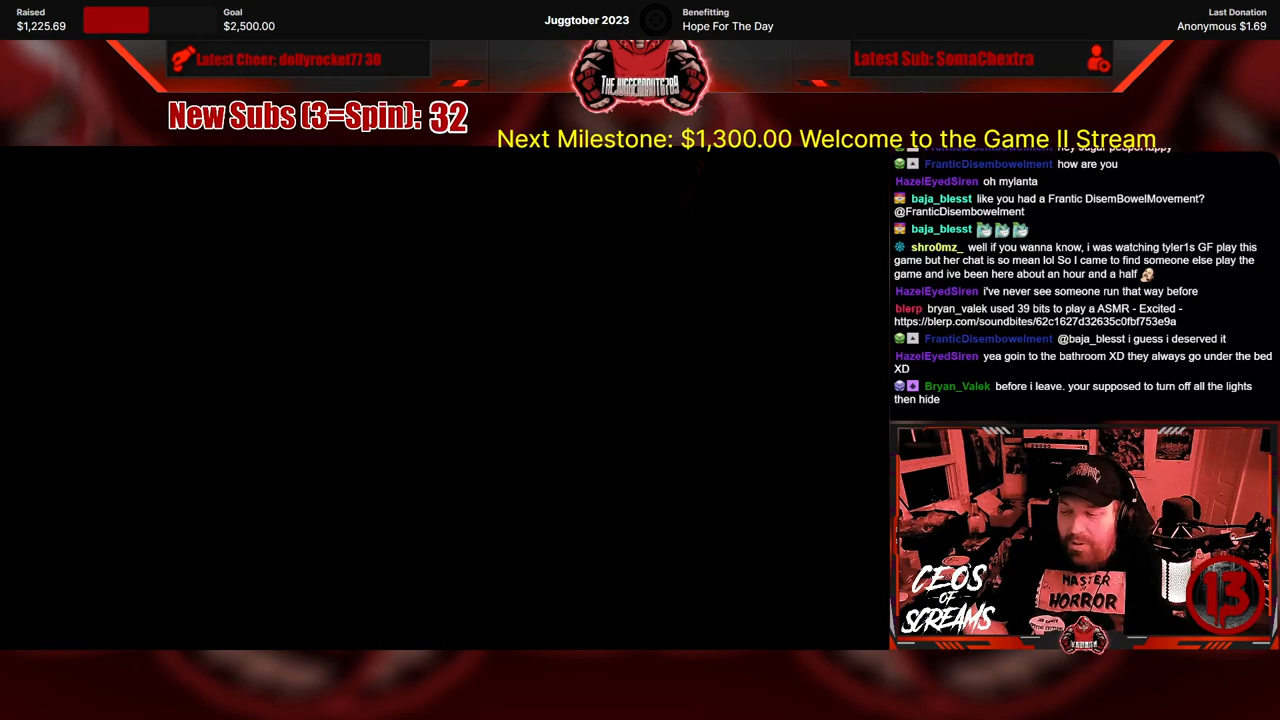 Raised
$1,225.69
Goal
$2,500.00
Juggtober 2023
Benefitting
Hope For The Day
Last Donation
Anonymous $1.69
Latest Cheer: dollyrocket77 30
THEJUGGERNAUT6789
Latest Sub: SomaChextra
New Subs (3=Spin): 32
Next Milestone: $1,300.00 Welcome to the Game II Stream
FranticDisembowelment how are you
HazelEyedSiren oh mylanta
baja_blesst like you had a Frantic DisemBowelMovement?
@FranticDisembowelment
baja_blesst
shro0mz_ well if you wanna know, i was watching tyler1s GF play this
game but her chat is so mean lol So I came to find someone else play the
game and ive been here about an hour and a half
HazelEyedSiren i've never see someone run that way before
blerp bryan_valek used 39 bits to play a ASMR - Excited -
https://blerp.com/soundbites/62c1627d32635c0fbf753e9a
FranticDisembowelment @baja_blesst i guess i deserved it
HazelEyedSiren yea goin to the bathroom XD they always go under the bed
XD
Bryan_Valek before i leave. your supposed to turn off all the lights
then hide
CEOS
OF
SCREAMS
MASTER
HORROR
13